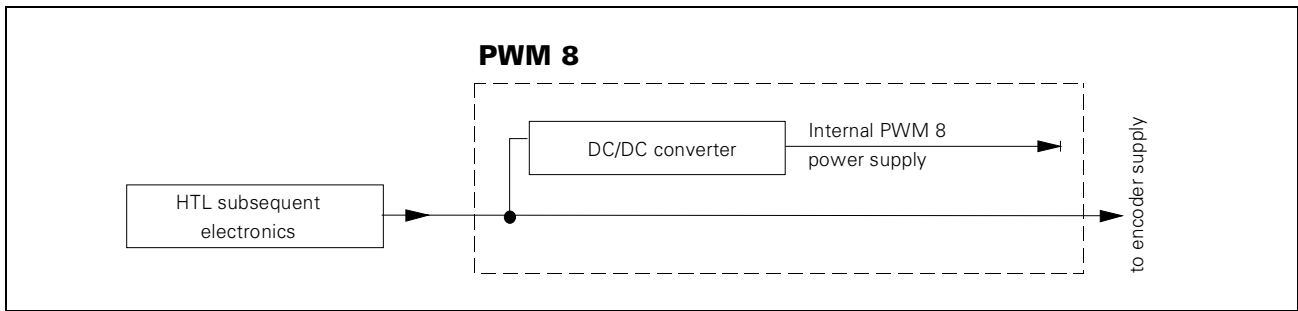 PWM 8
DC/DC converter
Internal PWM 8
power supply
HTL subsequent
electronics
to encoder supply